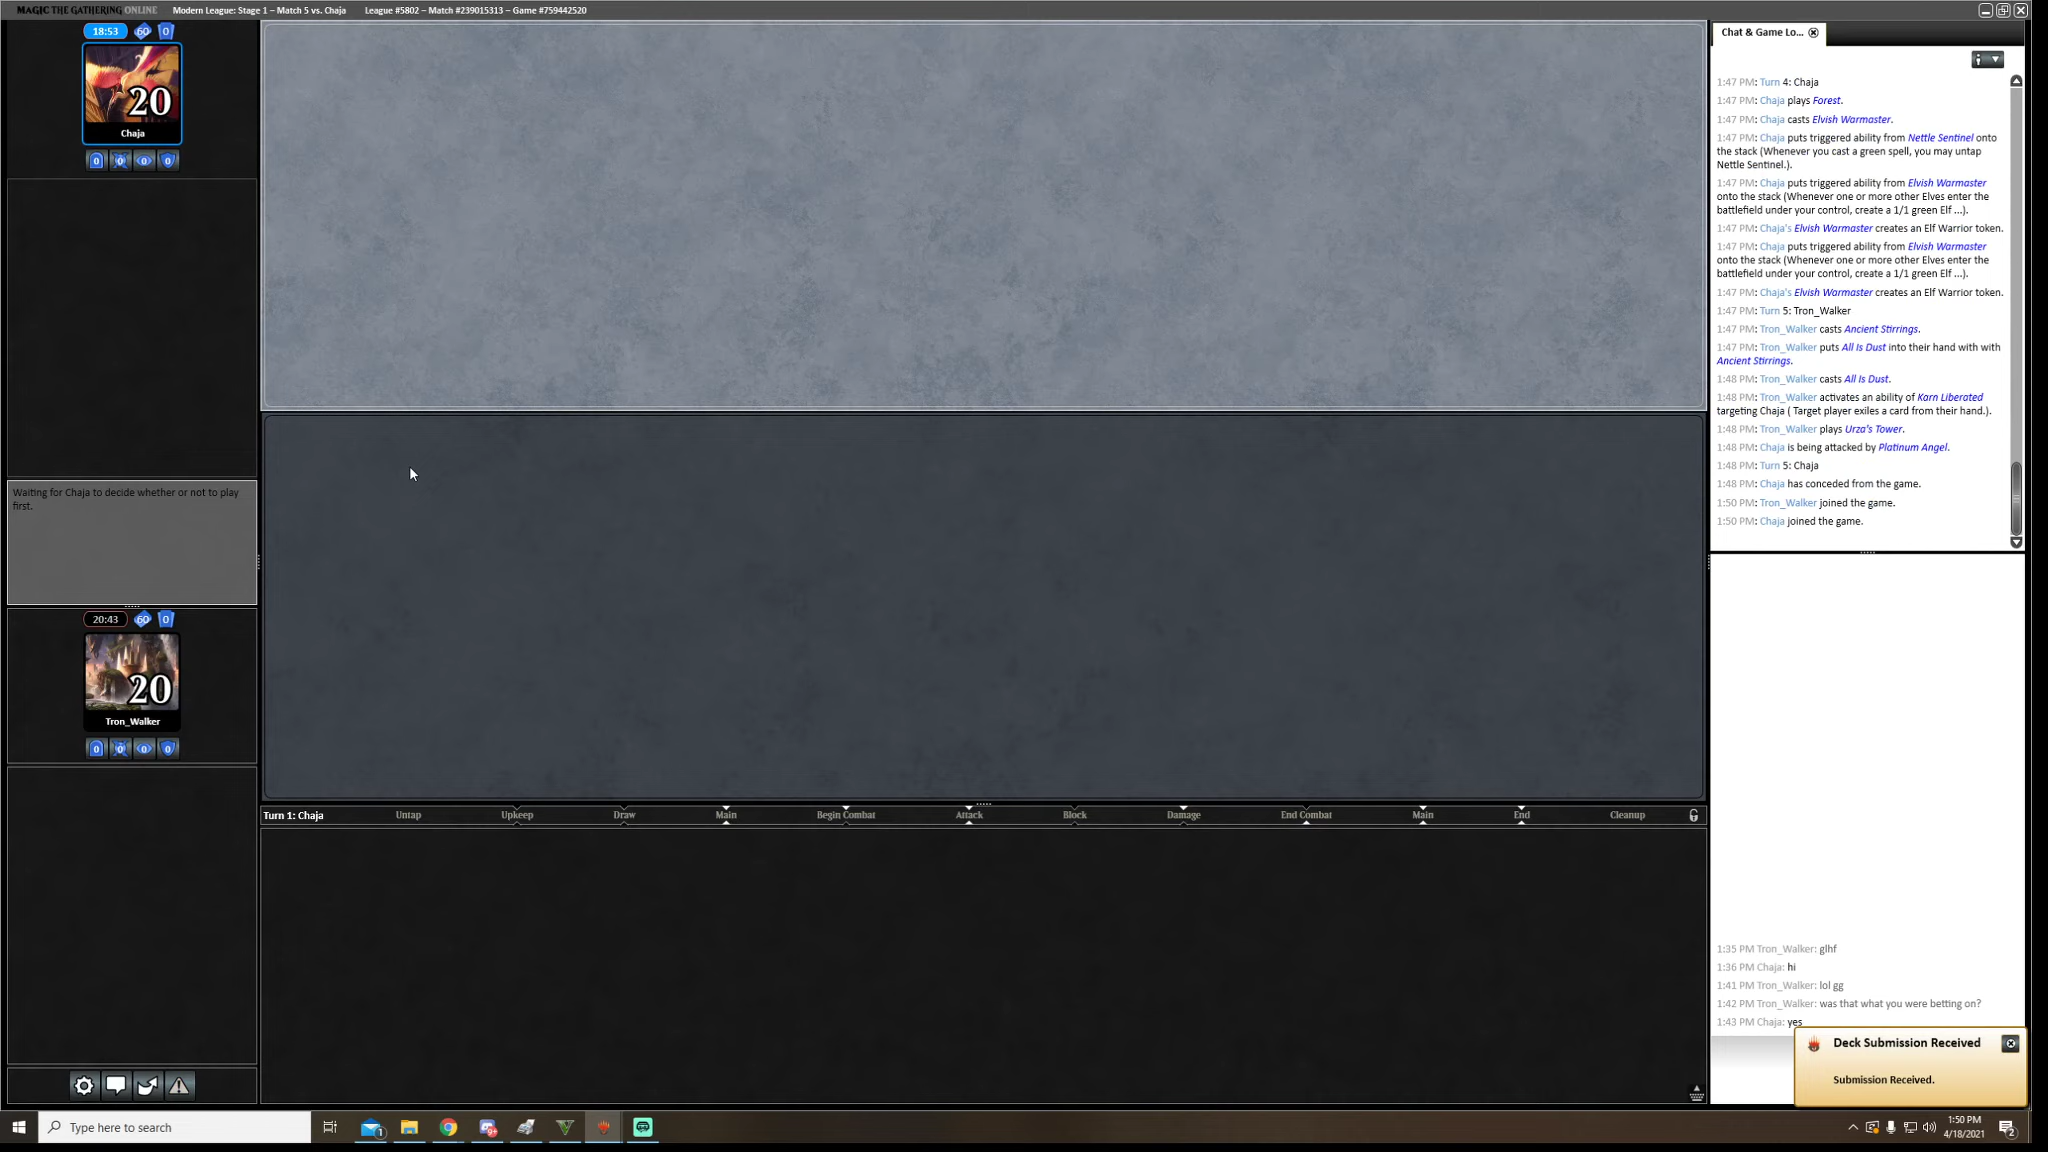 MAGIC THE GATHERING ONLINE
Modern League: Stage 1 – Match 5 vs. Chaja
League #5802 – Match #239015313 – Game #759442520
18:53
60
0
20
Chaja
0
0
0
0
Waiting for Chaja to decide whether or not to play
first.
20:43
60
0
20
Tron_Walker
0
0
0
0
Turn 1: Chaja
Untap
Upkeep
Draw
Main
Begin Combat
Attack
Block
Damage
End Combat
Main
End
Cleanup
Chat & Game Lo...
1:47 PM: Turn 4: Chaja
1:47 PM: Chaja plays Forest.
1:47 PM: Chaja casts Elvish Warmaster.
1:47 PM: Chaja puts triggered ability from Nettle Sentinel onto
the stack (Whenever you cast a green spell, you may untap
Nettle Sentinel.).
1:47 PM: Chaja puts triggered ability from Elvish Warmaster
onto the stack (Whenever one or more other Elves enter the
battlefield under your control, create a 1/1 green Elf ...).
1:47 PM: Chaja's Elvish Warmaster creates an Elf Warrior token.
1:47 PM: Chaja puts triggered ability from Elvish Warmaster
onto the stack (Whenever one or more other Elves enter the
battlefield under your control, create a 1/1 green Elf ...).
1:47 PM: Chaja's Elvish Warmaster creates an Elf Warrior token.
1:47 PM: Turn 5: Tron_Walker
1:47 PM: Tron_Walker casts Ancient Stirrings.
1:47 PM: Tron_Walker puts All Is Dust into their hand with with
Ancient Stirrings.
1:48 PM: Tron_Walker casts All Is Dust.
1:48 PM: Tron_Walker activates an ability of Karn Liberated
targeting Chaja ( Target player exiles a card from their hand.).
1:48 PM: Tron_Walker plays Urza's Tower.
1:48 PM: Chaja is being attacked by Platinum Angel.
1:48 PM: Turn 5: Chaja
1:48 PM: Chaja has conceded from the game.
1:50 PM: Tron_Walker joined the game.
1:50 PM: Chaja joined the game.
1:35 PM Tron_Walker: glhf
1:36 PM Chaja: hi
1:41 PM Tron_Walker: lol gg
1:42 PM Tron_Walker: was that what you were betting on?
1:43 PM Chaja: yes
Deck Submission Received
Submission Received.
Type here to search
1
9+
1:50 PM
4/18/2021
2